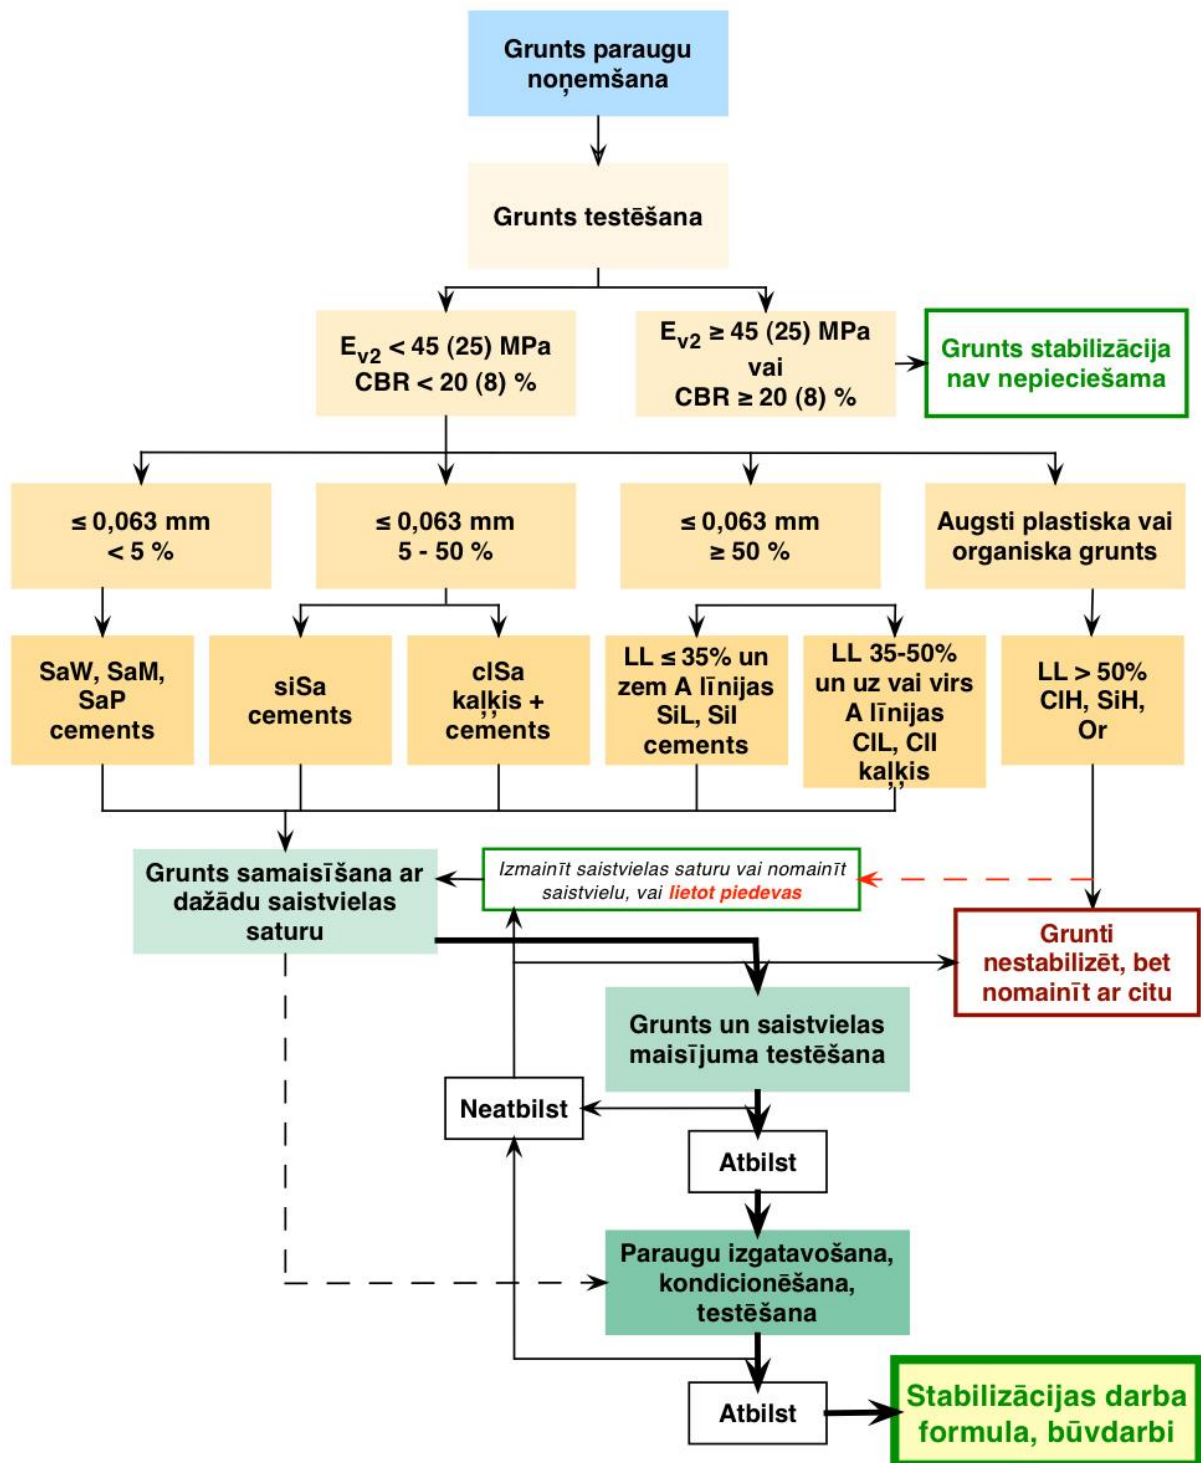 Grunts paraugu
noņemšana
Grunts testēšana
Ev2 < 45 (25) MPa
CBR < 20 (8) %
Ev2 ≥ 45 (25) MPa
vai
CBR ≥ 20 (8) %
Grunts stabilizācija
nav nepieciešama
≤ 0,063 mm
< 5 %
≤ 0,063 mm
5 - 50 %
≤ 0,063 mm
≥ 50 %
Augsti plastiska vai
organiska grunts
SaW, SaM,
SaP
cements
siSa
cements
clSa
kaļķis +
cements
LL ≤ 35% un
zem A līnijas
SiL, SiI
cements
LL 35-50%
un uz vai virs
A līnijas
ClL, ClI
kaļķis
LL > 50%
ClH, SiH,
Or
Grunts samaisīšana ar
dažādu saistvielas
saturu
Izmainīt saistvielas saturu vai nomainīt
saistvielu, vai lietot piedevas
Grunti
nestabilizēt, bet
nomainīt ar citu
Grunts un saistvielas
maisījuma testēšana
Neatbilst
Atbilst
Paraugu izgatavošana,
kondicionēšana,
testēšana
Atbilst
Stabilizācijas darba
formula, būvdarbi